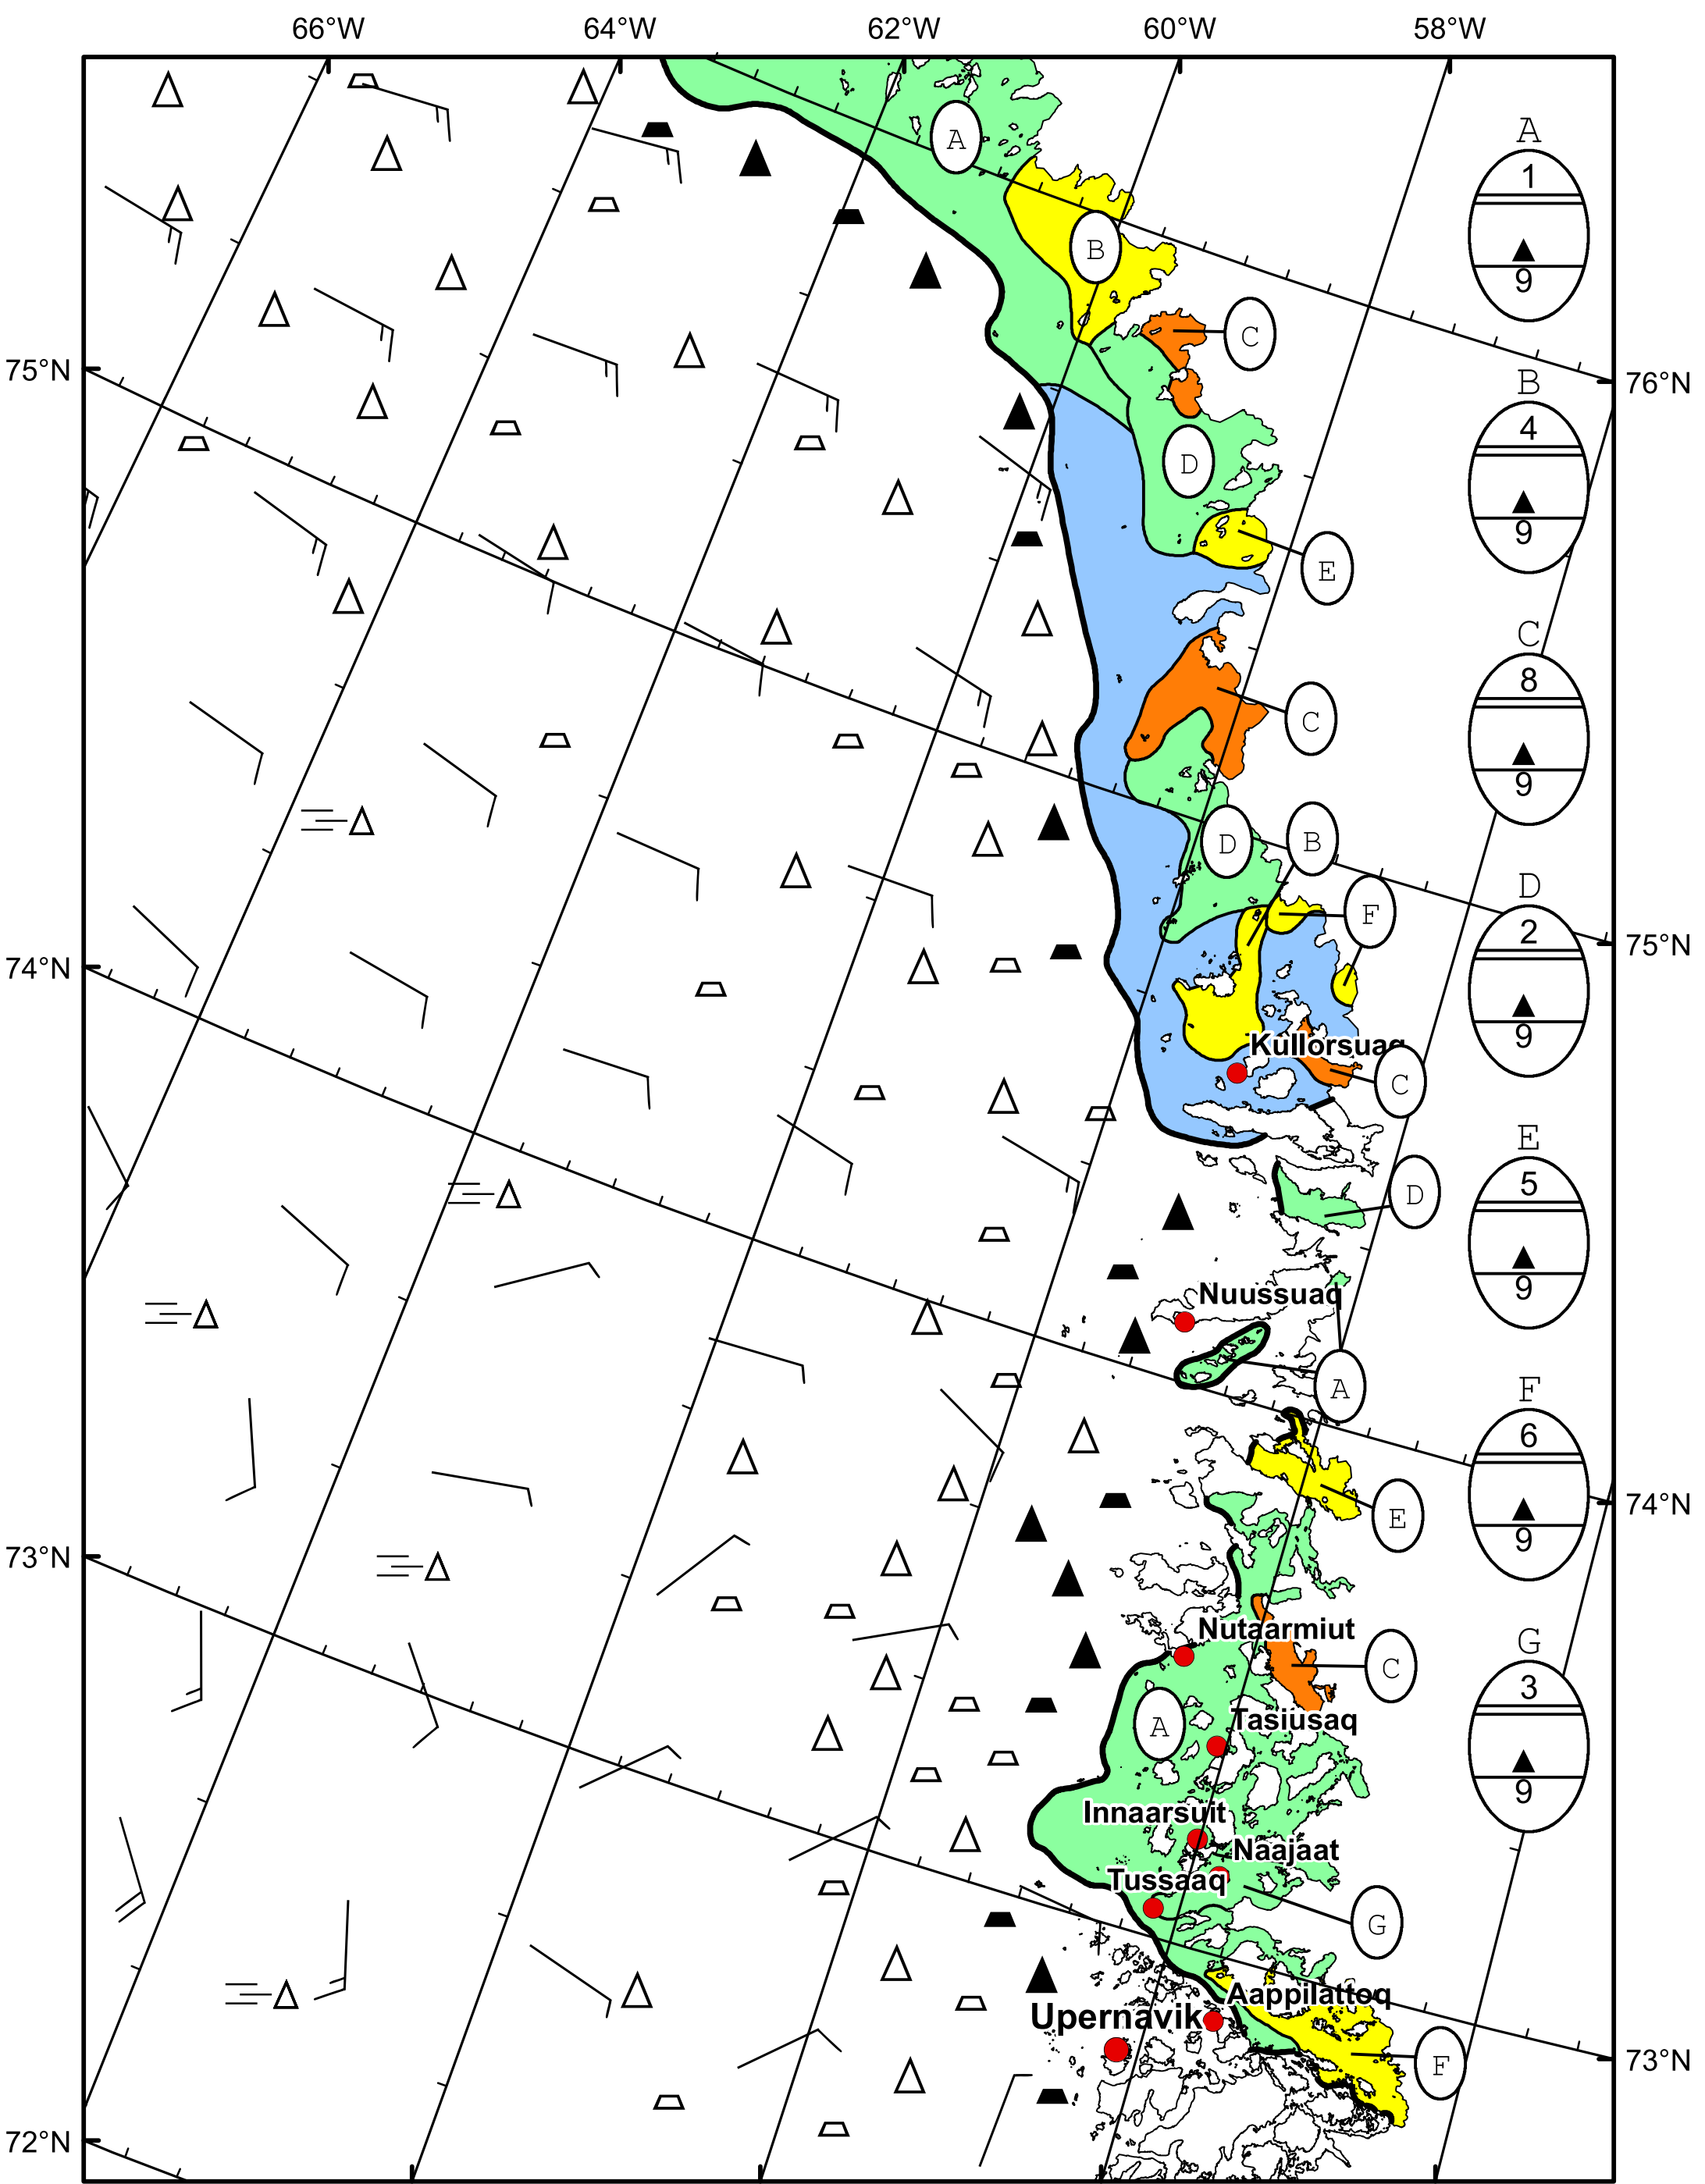 66°W 64°W 62°W 60°W 58°W
A
1
A
9
B
C
75°N
76°N
B
4
D
9
E
C
8
C
9
D B
D
F
2
75°N
74°N
9
Kullorsuaq
C
E
D
5
Nuussuaq
9
A
F
6
E
74°N
9
73°N
Nutaarmiut
G
C
3
A
Tasiusaq
9
Innaarsuit
Naajaat
Tussaaq
G
Aappilattoq
Upernavik
F
73°N
72°N